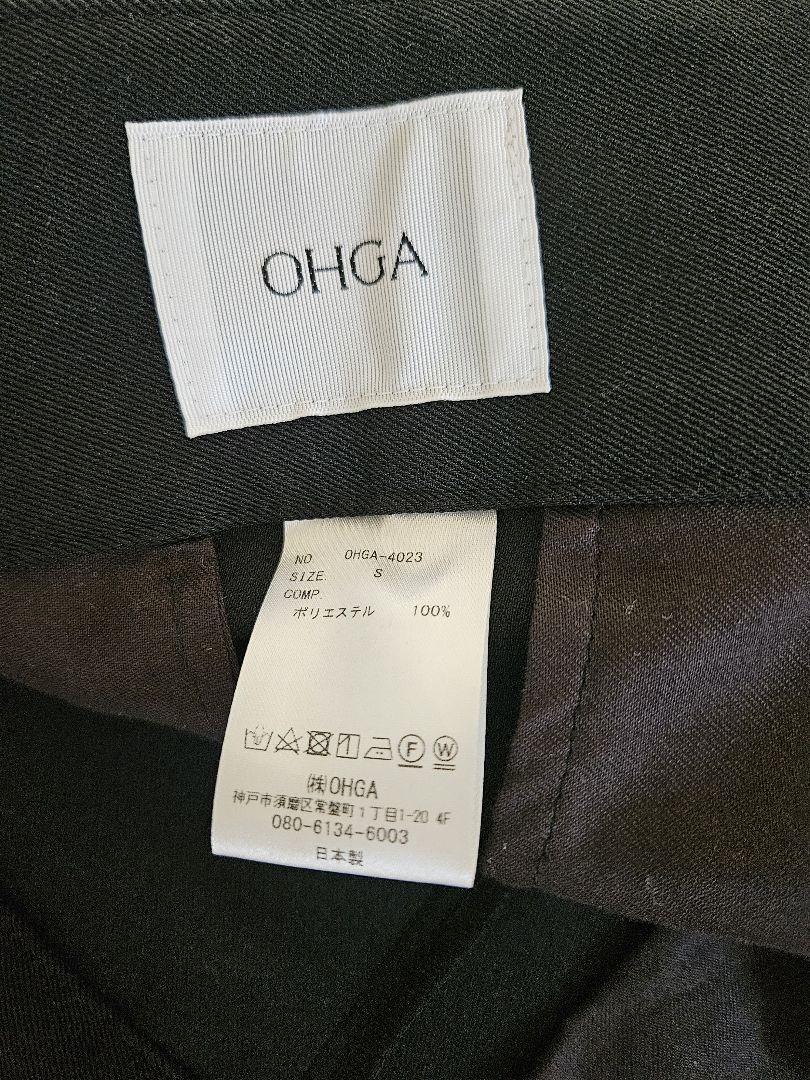 OHGA
NO OHGA-4023
SIZE. S
COMP.
ポリエステル 100%
F W
㈱OHGA
神戸市須磨区常盤町1丁目1-20 4F
080-6134-6003
日本製